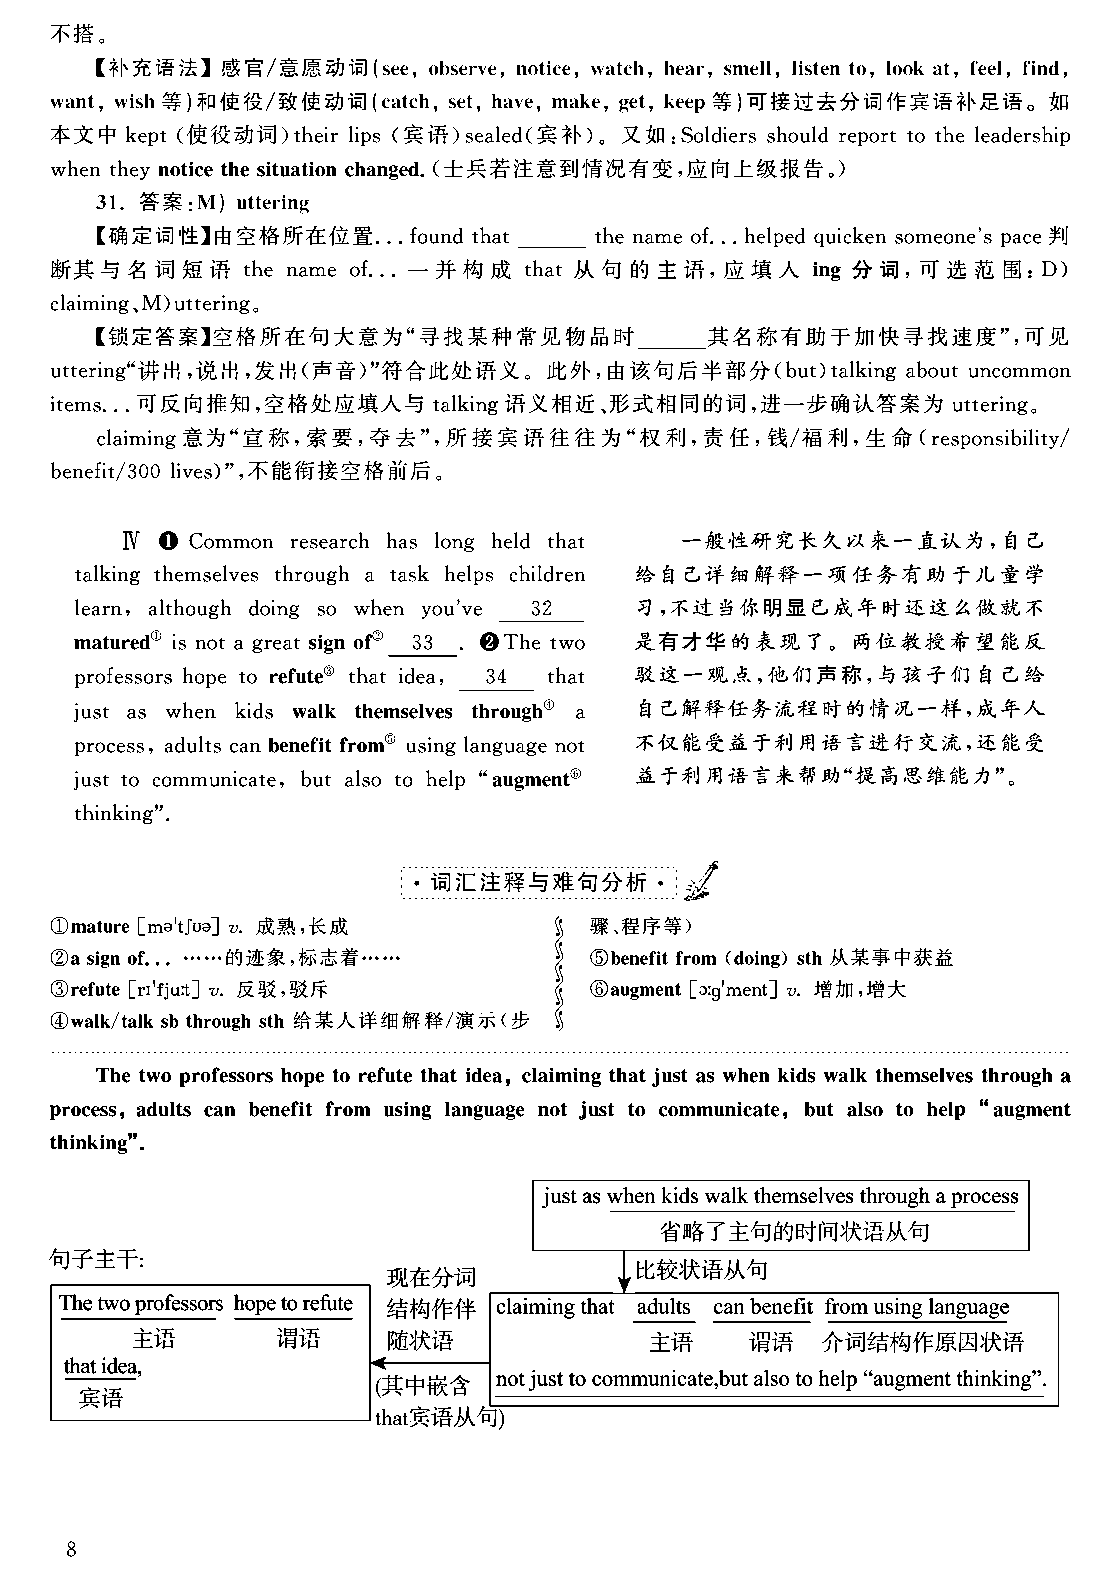 不搭。
【补充语法】感官/意愿动词(see, observe, notice, watch, hear, smell, listen to, look at, feel, find,
want, wish 等)和使役/致使动词(catch, set, have, make, get, keep 等)可接过去分词作宾语补足语。如
本文中 kept (使役动词)their lips (宾语)sealed(宾补)。又如:Soldiers should report to the leadership
when they notice the situation changed.(士兵若注意到情况有变,应向上级报告。)
31. 答案:M) uttering
【确定词性】由空格所在位置...found that ______ the name of...helped quicken someone's pace 判
断其与名词短语 the name of... 一并构成 that 从句的主语,应填入 ing 分词,可选范围:D)
claiming、M)uttering。
【锁定答案】空格所在句大意为“寻找某种常见物品时______其名称有助于加快寻找速度”,可见
uttering“讲出,说出,发出(声音)”符合此处语义。此外,由该句后半部分(but)talking about uncommon
items...可反向推知,空格处应填入与 talking 语义相近、形式相同的词,进一步确认答案为 uttering。
claiming 意为“宣称,索要,夺去”,所接宾语往往为“权利,责任,钱/福利,生命(responsibility/
benefit/300 lives)”,不能衔接空格前后。
Ⅳ ❶ Common research has long held that
talking themselves through a task helps children
learn, although doing so when you've 32
matured① is not a great sign of② 33 . ❷The two
professors hope to refute③ that idea, 34 that
just as when kids walk themselves through④ a
process, adults can benefit from⑤ using language not
just to communicate, but also to help “augment⑥
thinking”.
一般性研究长久以来一直认为,自己
给自己详细解释一项任务有助于儿童学
习,不过当你明显已成年时还这么做就不
是有才华的表现了。两位教授希望能反
驳这一观点,他们声称,与孩子们自己给
自己解释任务流程时的情况一样,成年人
不仅能受益于利用语言进行交流,还能受
益于利用语言来帮助“提高思维能力”。
·词汇注释与难句分析·
①mature [məˈtʃʊə] v. 成熟,长成
②a sign of... ……的迹象,标志着……
③refute [rɪˈfjuːt] v. 反驳,驳斥
④walk/talk sb through sth 给某人详细解释/演示(步
骤、程序等)
⑤benefit from (doing) sth 从某事中获益
⑥augment [ɔːgˈment] v. 增加,增大
The two professors hope to refute that idea, claiming that just as when kids walk themselves through a
process, adults can benefit from using language not just to communicate, but also to help “augment
thinking”.
just as when kids walk themselves through a process
省略了主句的时间状语从句
比较状语从句
句子主干:
The two professors hope to refute
主语 谓语
that idea,
宾语
现在分词
结构作伴
随状语
(其中嵌含
that宾语从句)
claiming that adults can benefit from using language
主语 谓语 介词结构作原因状语
not just to communicate,but also to help “augment thinking”.
8